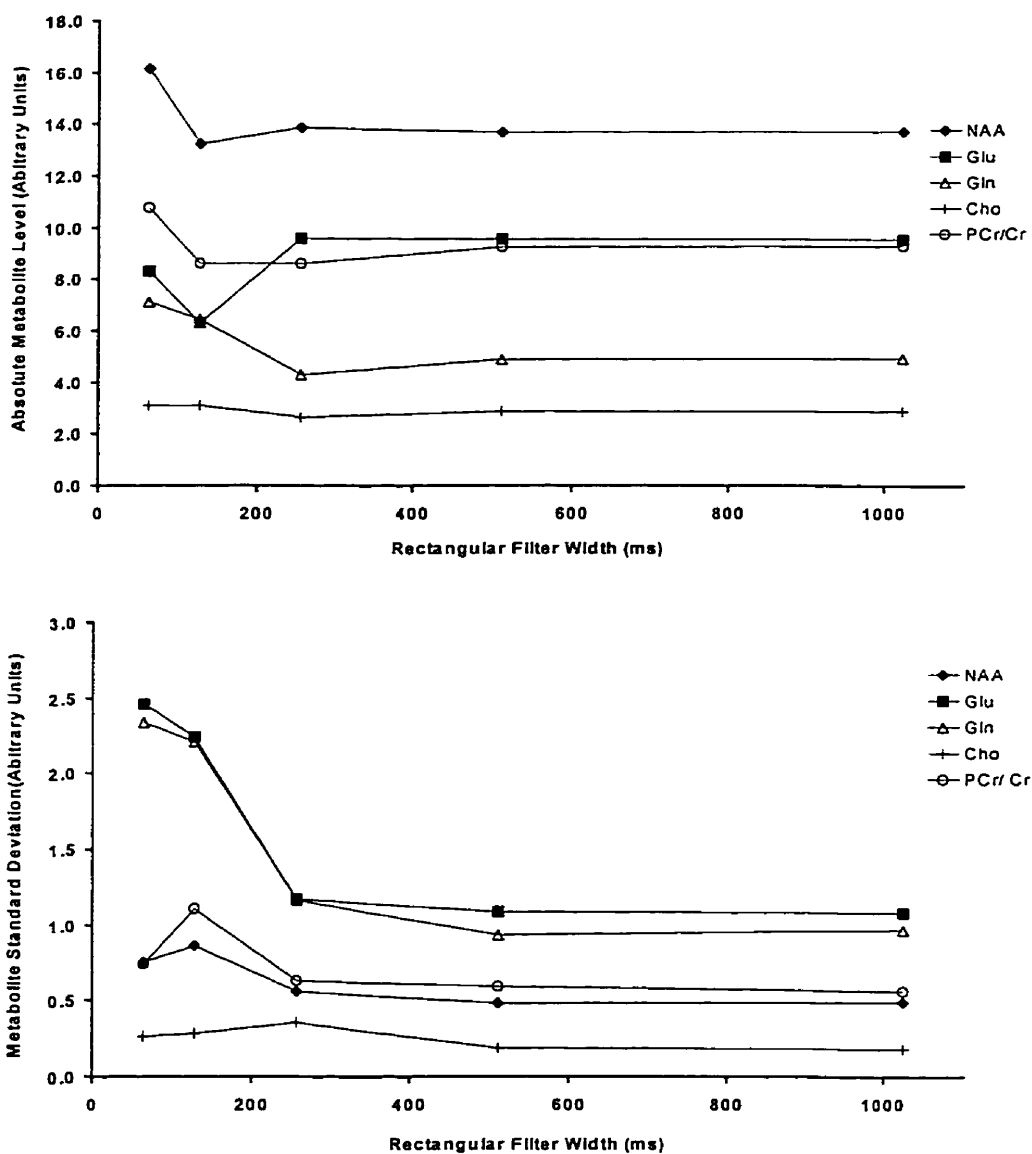 Absolute Metabolite Level (Abitrary Units)
18.0
16.0
14.0
12.0
10.0
8.0
6.0
4.0
2.0
0.0
0
200
400
600
800
1000
Rectangular Filter Width (ms)
NAA
Glu
Gln
Cho
PCr/Cr
Metabolite Standard Deviation(Abitrary Units)
3.0
2.5
2.0
1.5
1.0
0.5
0.0
0
200
400
600
800
1000
Rectangular Filter Width (ms)
NAA
Glu
Gln
Cho
PCr/ Cr